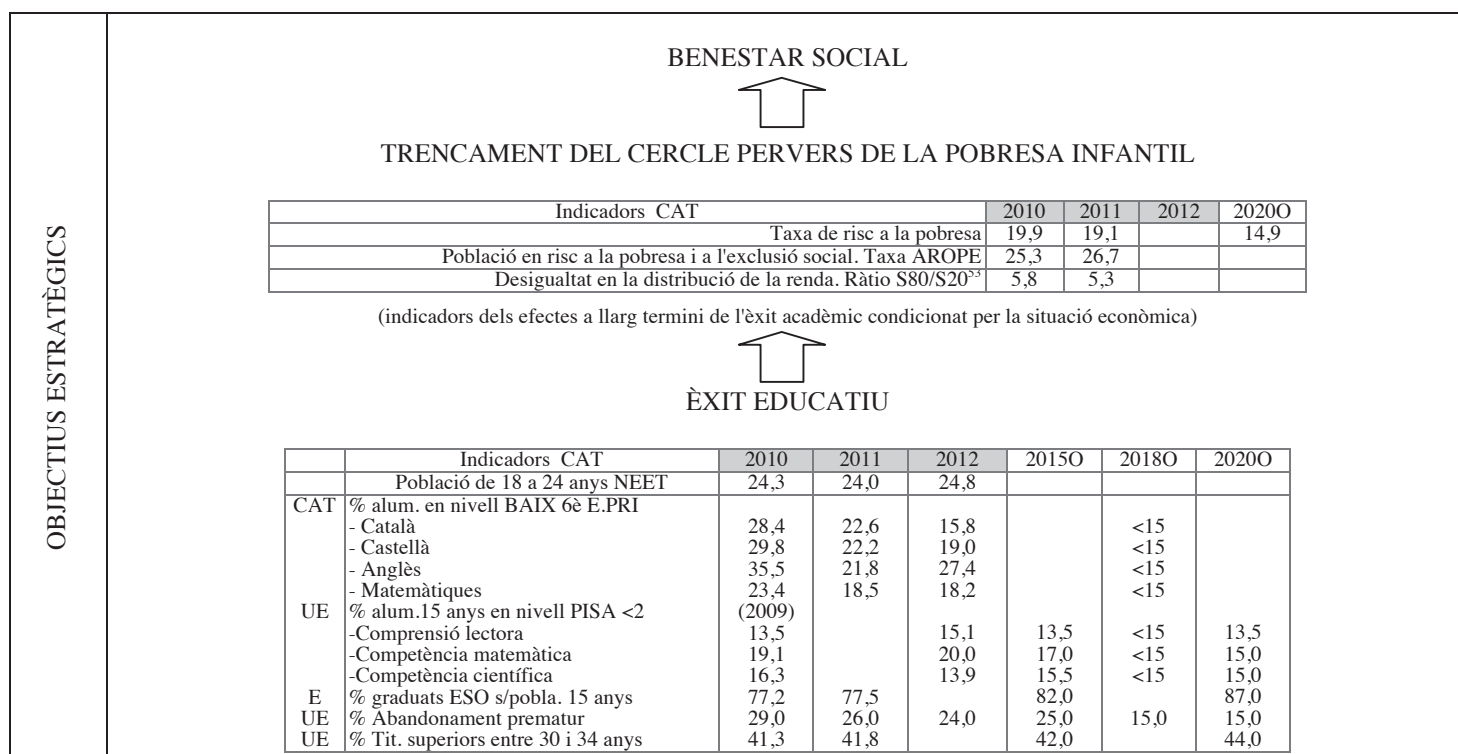 OBJECTIUS ESTRATÈGICS
BENESTAR SOCIAL
TRENCAMENT DEL CERCLE PERVERS DE LA POBRESA INFANTIL
Indicadors CAT 2010 2011 2012 2020O
Taxa de risc a la pobresa 19,9 19,1 14,9
Població en risc a la pobresa i a l'exclusió social. Taxa AROPE 25,3 26,7
Desigualtat en la distribució de la renda. Ràtio S80/S20⁵³ 5,8 5,3
(indicadors dels efectes a llarg termini de l'èxit acadèmic condicionat per la situació econòmica)
ÈXIT EDUCATIU
Indicadors CAT 2010 2011 2012 2015O 2018O 2020O
Població de 18 a 24 anys NEET 24,3 24,0 24,8
CAT % alum. en nivell BAIX 6è E.PRI
- Català 28,4 22,6 15,8 <15
- Castellà 29,8 22,2 19,0 <15
- Anglès 35,5 21,8 27,4 <15
- Matemàtiques 23,4 18,5 18,2 <15
UE % alum.15 anys en nivell PISA <2 (2009)
-Comprensió lectora 13,5 15,1 13,5 <15 13,5
-Competència matemàtica 19,1 20,0 17,0 <15 15,0
-Competència científica 16,3 13,9 15,5 <15 15,0
E % graduats ESO s/pobla. 15 anys 77,2 77,5 82,0 87,0
UE % Abandonament prematur 29,0 26,0 24,0 25,0 15,0 15,0
UE % Tit. superiors entre 30 i 34 anys 41,3 41,8 42,0 44,0